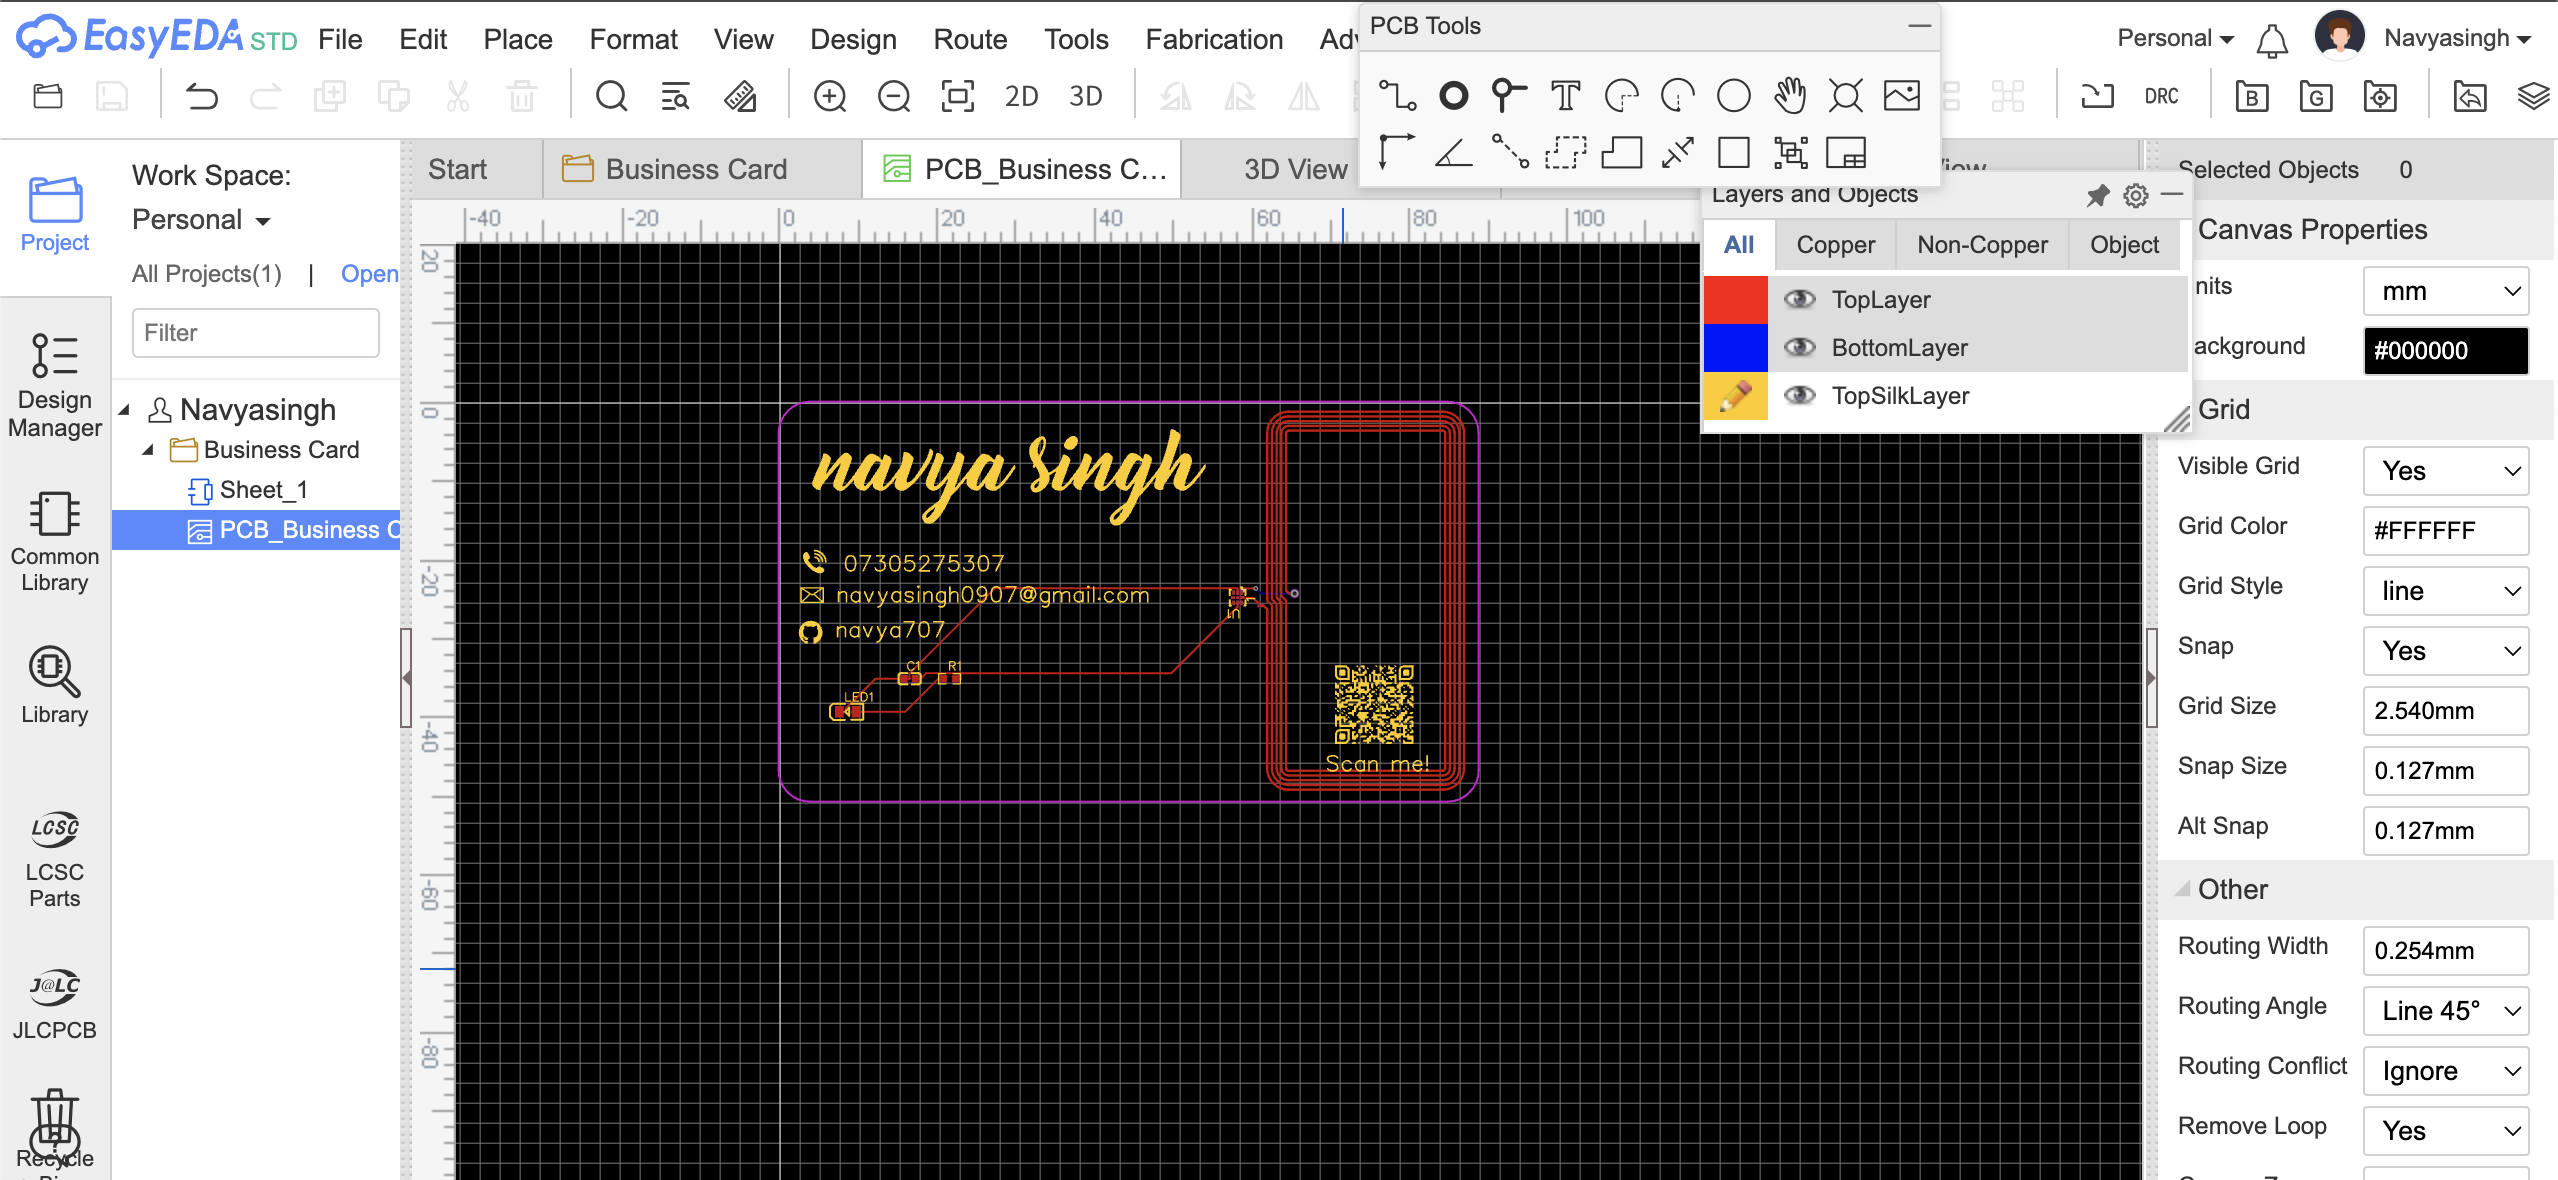 EasyEDA STD File Edit Place Format View Design Route Tools Fabrication Adv
PCB Tools
Personal Navyasingh
2D 3D DRC B G
Project
Design Manager
Common Library
Library
LCSC
LCSC Parts
J@LC
JLCPCB
Recycle
Work Space:
Personal
All Projects(1) | Open
Filter
Navyasingh
Business Card
Sheet_1
PCB_Business C
Start Business Card PCB_Business C... 3D View
-40 -20 0 20 40 60 80 100
20
0
-20
-40
-60
-80
navya singh
07305275307
navyasingh0907@gmail.com
navya707
C1 R1
LED1
U1
Scan me!
Layers and Objects
All Copper Non-Copper Object
TopLayer
BottomLayer
TopSilkLayer
Selected Objects 0
Canvas Properties
nits mm
ackground #000000
Grid
Visible Grid Yes
Grid Color #FFFFFF
Grid Style line
Snap Yes
Grid Size 2.540mm
Snap Size 0.127mm
Alt Snap 0.127mm
Other
Routing Width 0.254mm
Routing Angle Line 45°
Routing Conflict Ignore
Remove Loop Yes